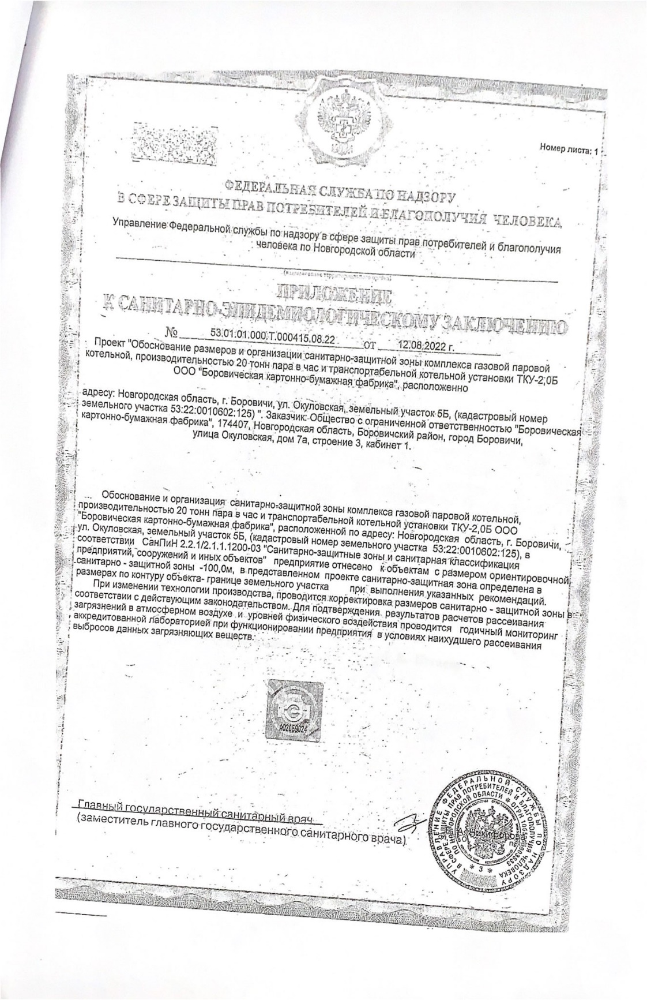 Номер листа: 1
ФЕДЕРАЛЬНАЯ СЛУЖБА ПО НАДЗОРУ
В СФЕРЕ ЗАЩИТЫ ПРАВ ПОТРЕБИТЕЛЕЙ И БЛАГОПОЛУЧИЯ ЧЕЛОВЕКА
Управление Федеральной службы по надзору в сфере защиты прав потребителей и благополучия
человека по Новгородской области
(наименование территориального органа)
ПРИЛОЖЕНИЕ
К САНИТАРНО-ЭПИДЕМИОЛОГИЧЕСКОМУ ЗАКЛЮЧЕНИЮ
№ 53.01.01.000.Т.000415.08.22 ОТ 12.08.2022 г.
Проект "Обоснование размеров и организации санитарно-защитной зоны комплекса газовой паровой
котельной, производительностью 20 тонн пара в час и транспортабельной котельной установки ТКУ-2,0Б
ООО "Боровическая картонно-бумажная фабрика", расположенно
адресу: Новгородская область, г. Боровичи, ул. Окуловская, земельный участок 5Б, (кадастровый номер
земельного участка 53:22:0010602:125) ". Заказчик: Общество с ограниченной ответственностью "Боровическая
картонно-бумажная фабрика", 174407, Новгородская область, Боровичский район, город Боровичи,
улица Окуловская, дом 7а, строение 3, кабинет 1.
Обоснование и организация санитарно-защитной зоны комплекса газовой паровой котельной,
производительностью 20 тонн пара в час и транспортабельной котельной установки ТКУ-2,0Б ООО
"Боровическая картонно-бумажная фабрика", расположенной по адресу: Новгородская область, г. Боровичи,
ул. Окуловская, земельный участок 5Б, (кадастровый номер земельного участка 53:22:0010602:125), в
соответствии СанПиН 2.2.1/2.1.1.1200-03 "Санитарно-защитные зоны и санитарная классификация
предприятий, сооружений и иных объектов" предприятие отнесено к объектам с размером ориентировочной
санитарно - защитной зоны -100,0м, в представленном проекте санитарно-защитная зона определена в
размерах по контуру объекта- границе земельного участка при выполнения указанных рекомендаций.
При изменении технологии производства, проводится корректировка размеров санитарно - защитной зоны в
соответствии с действующим законодательством. Для подтверждения результатов расчетов рассеивания
загрязнений в атмосферном воздухе и уровней физического воздействия проводится годичный мониторинг
аккредитованной лабораторией при функционировании предприятия в условиях наихудшего рассеивания
выбросов данных загрязняющих веществ.
А02059024
Главный государственный санитарный врач
(заместитель главного государственного санитарного врача)
УПРАВЛЕНИЕ ФЕДЕРАЛЬНОЙ СЛУЖБЫ ПО НАДЗОРУ
В СФЕРЕ ЗАЩИТЫ ПРАВ ПОТРЕБИТЕЛЕЙ И БЛАГОПОЛУЧИЯ ЧЕЛОВЕКА
ПО НОВГОРОДСКОЙ ОБЛАСТИ * ОГРН
Никифорова
* 3 *